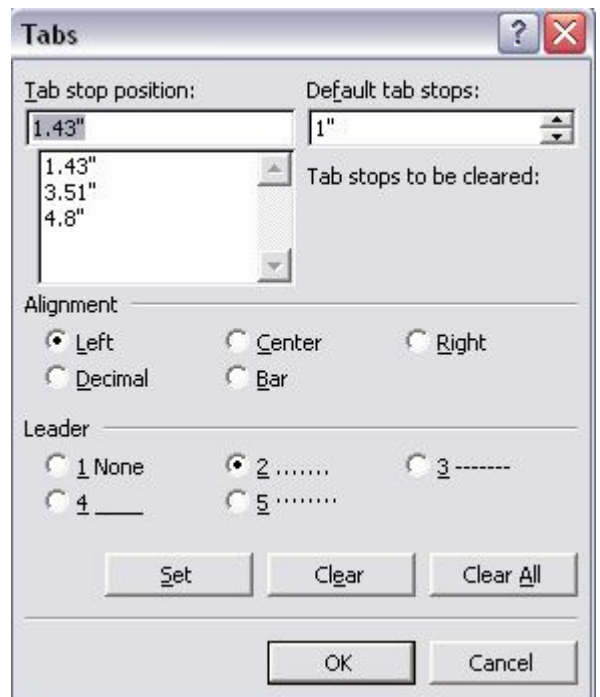 Tabs
Tab stop position:
Default tab stops:
1.43"
1"
1.43"
3.51"
4.8"
Tab stops to be cleared:
Alignment
Left
Center
Right
Decimal
Bar
Leader
1 None
2 .......
3 -------
4 ____
5 ········
Set
Clear
Clear All
OK
Cancel